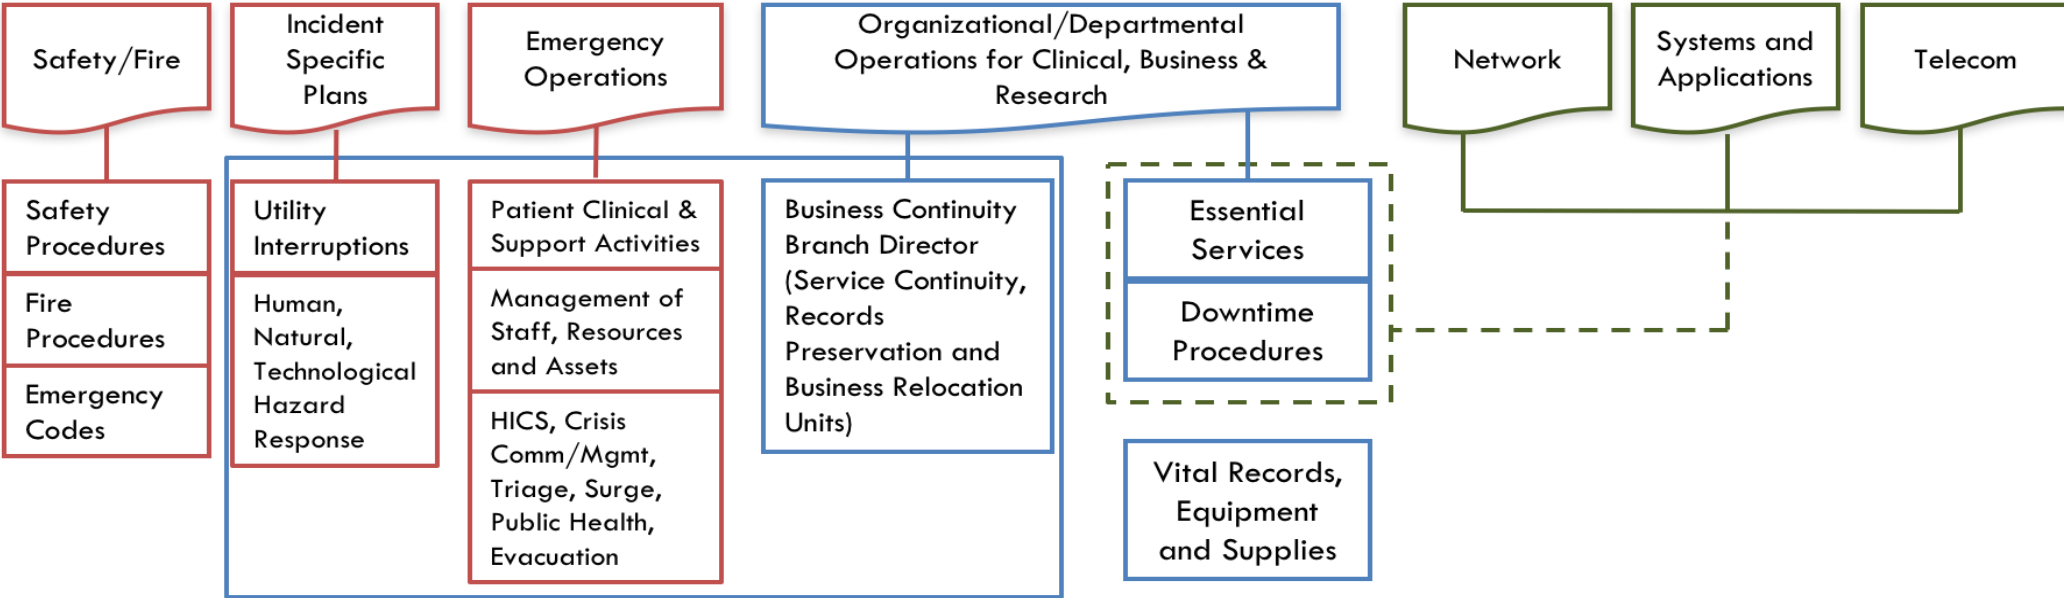 Safety/Fire
Incident
Specific
Plans
Emergency
Operations
Organizational/Departmental
Operations for Clinical, Business &
Research
Network
Systems and
Applications
Telecom
Safety
Procedures
Fire
Procedures
Emergency
Codes
Utility
Interruptions
Human,
Natural,
Technological
Hazard
Response
Patient Clinical &
Support Activities
Management of
Staff, Resources
and Assets
HICS, Crisis
Comm/Mgmt,
Triage, Surge,
Public Health,
Evacuation
Business Continuity
Branch Director
(Service Continuity,
Records
Preservation and
Business Relocation
Units)
Essential
Services
Downtime
Procedures
Vital Records,
Equipment
and Supplies